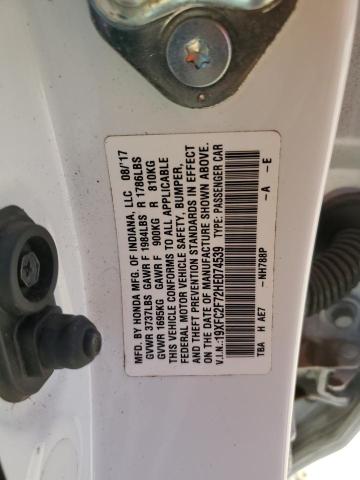 MFD. BY HONDA MFG. OF INDIANA, LLC 08/'17
GVWR 3737LBS GAWR F 1984LBS R 1786LBS
GVWR 1695KG GAWR F 900KG R 810KG
THIS VEHICLE CONFORMS TO ALL APPLICABLE
FEDERAL MOTOR VEHICLE SAFETY, BUMPER,
AND THEFT PREVENTION STANDARDS IN EFFECT
ON THE DATE OF MANUFACTURE SHOWN ABOVE.
V.I.N.:19XFC2F72HE074539 TYPE: PASSENGER CAR
TBA H AE7 -NH788P -A -E